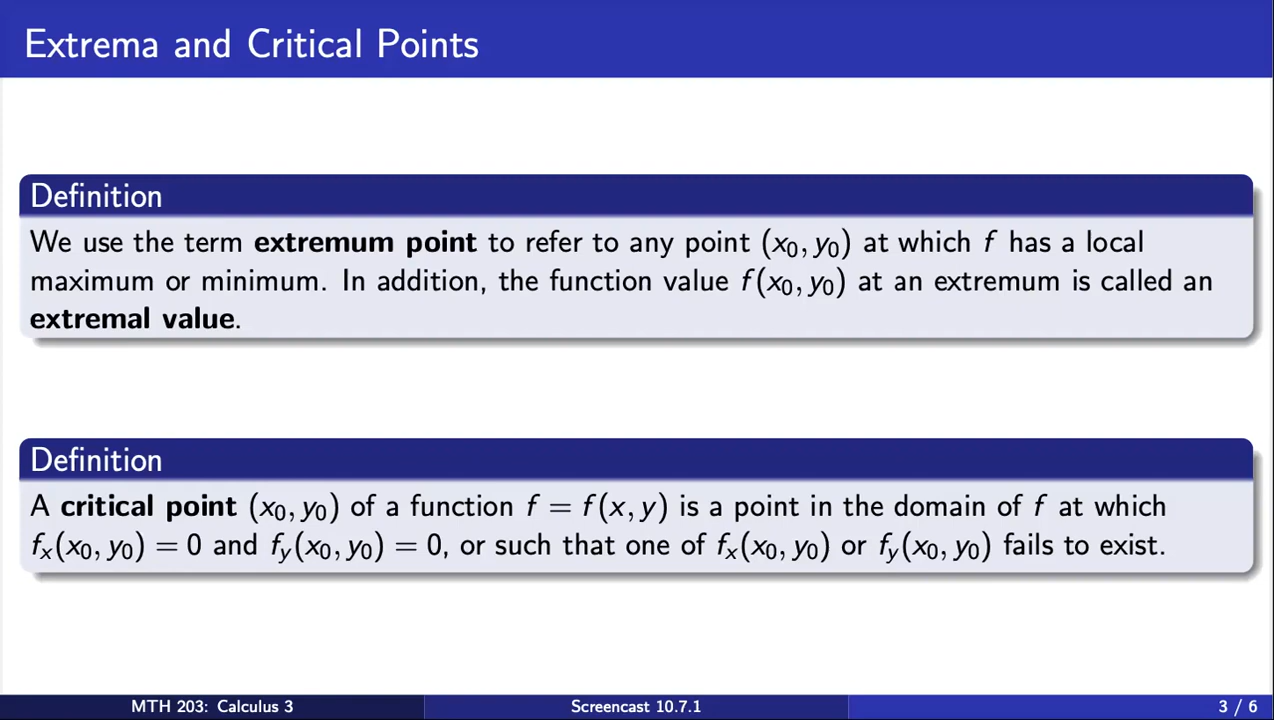 Extrema and Critical Points
Definition
We use the term extremum point to refer to any point (x₀, y₀) at which f has a local
maximum or minimum. In addition, the function value f(x₀, y₀) at an extremum is called an
extremal value.
Definition
A critical point (x₀, y₀) of a function f = f(x, y) is a point in the domain of f at which
fₓ(x₀, y₀) = 0 and f_y(x₀, y₀) = 0, or such that one of fₓ(x₀, y₀) or f_y(x₀, y₀) fails to exist.
MTH 203: Calculus 3 Screencast 10.7.1 3 / 6